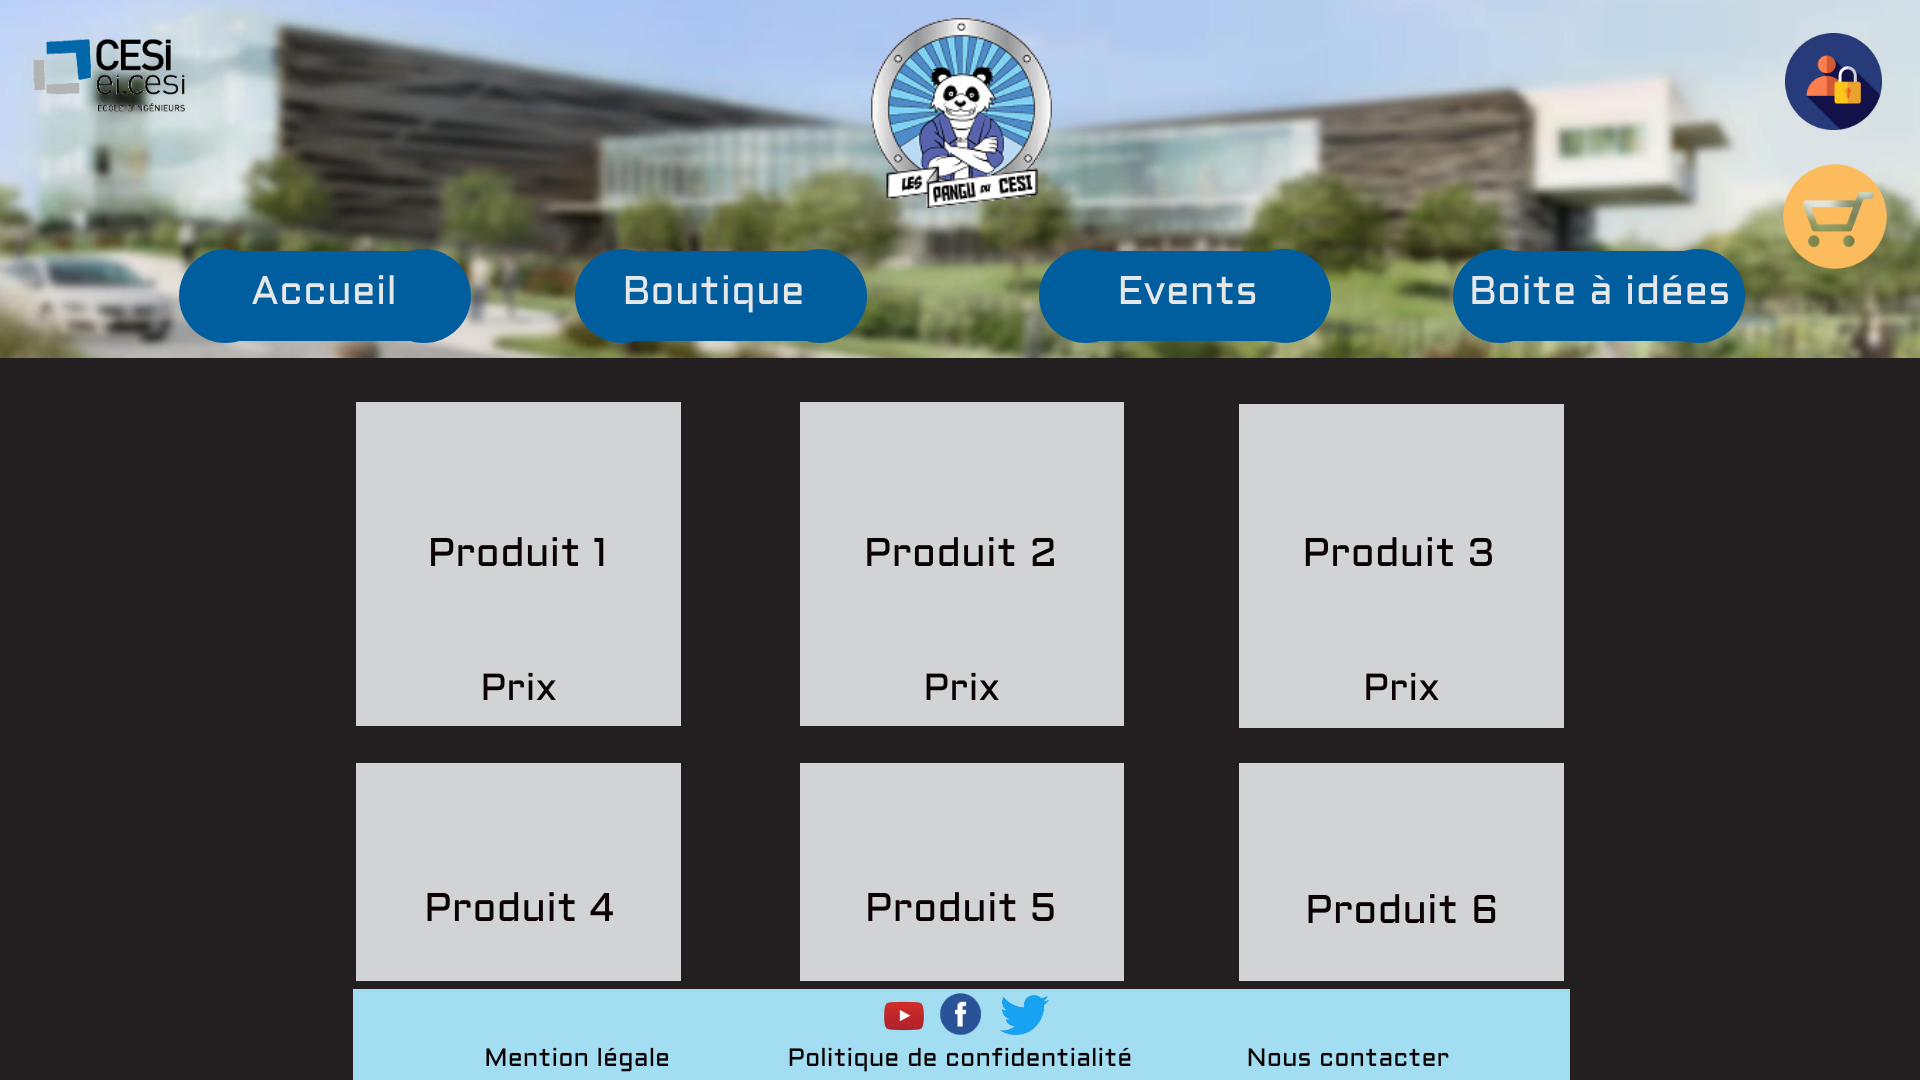 CESi
ei.cesi
ÉCOLE D'INGÉNIEURS
LES PANGU DU CESI
Accueil
Boutique
Events
Boite à idées
Produit 1
Prix
Produit 2
Prix
Produit 3
Prix
Produit 4
Produit 5
Produit 6
Mention légale
Politique de confidentialité
Nous contacter